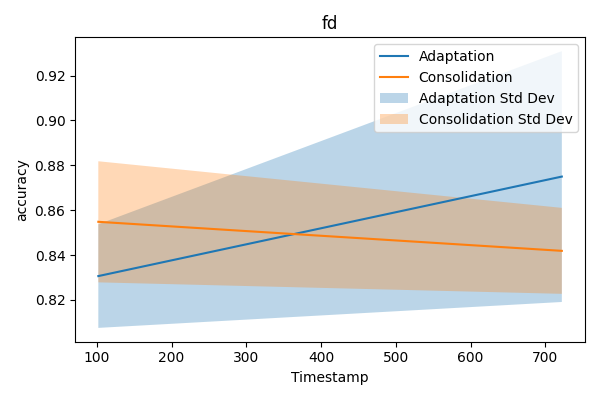 fd
accuracy
0.92
0.90
0.88
0.86
0.84
0.82
Adaptation
Consolidation
Adaptation Std Dev
Consolidation Std Dev
100 200 300 400 500 600 700
Timestamp